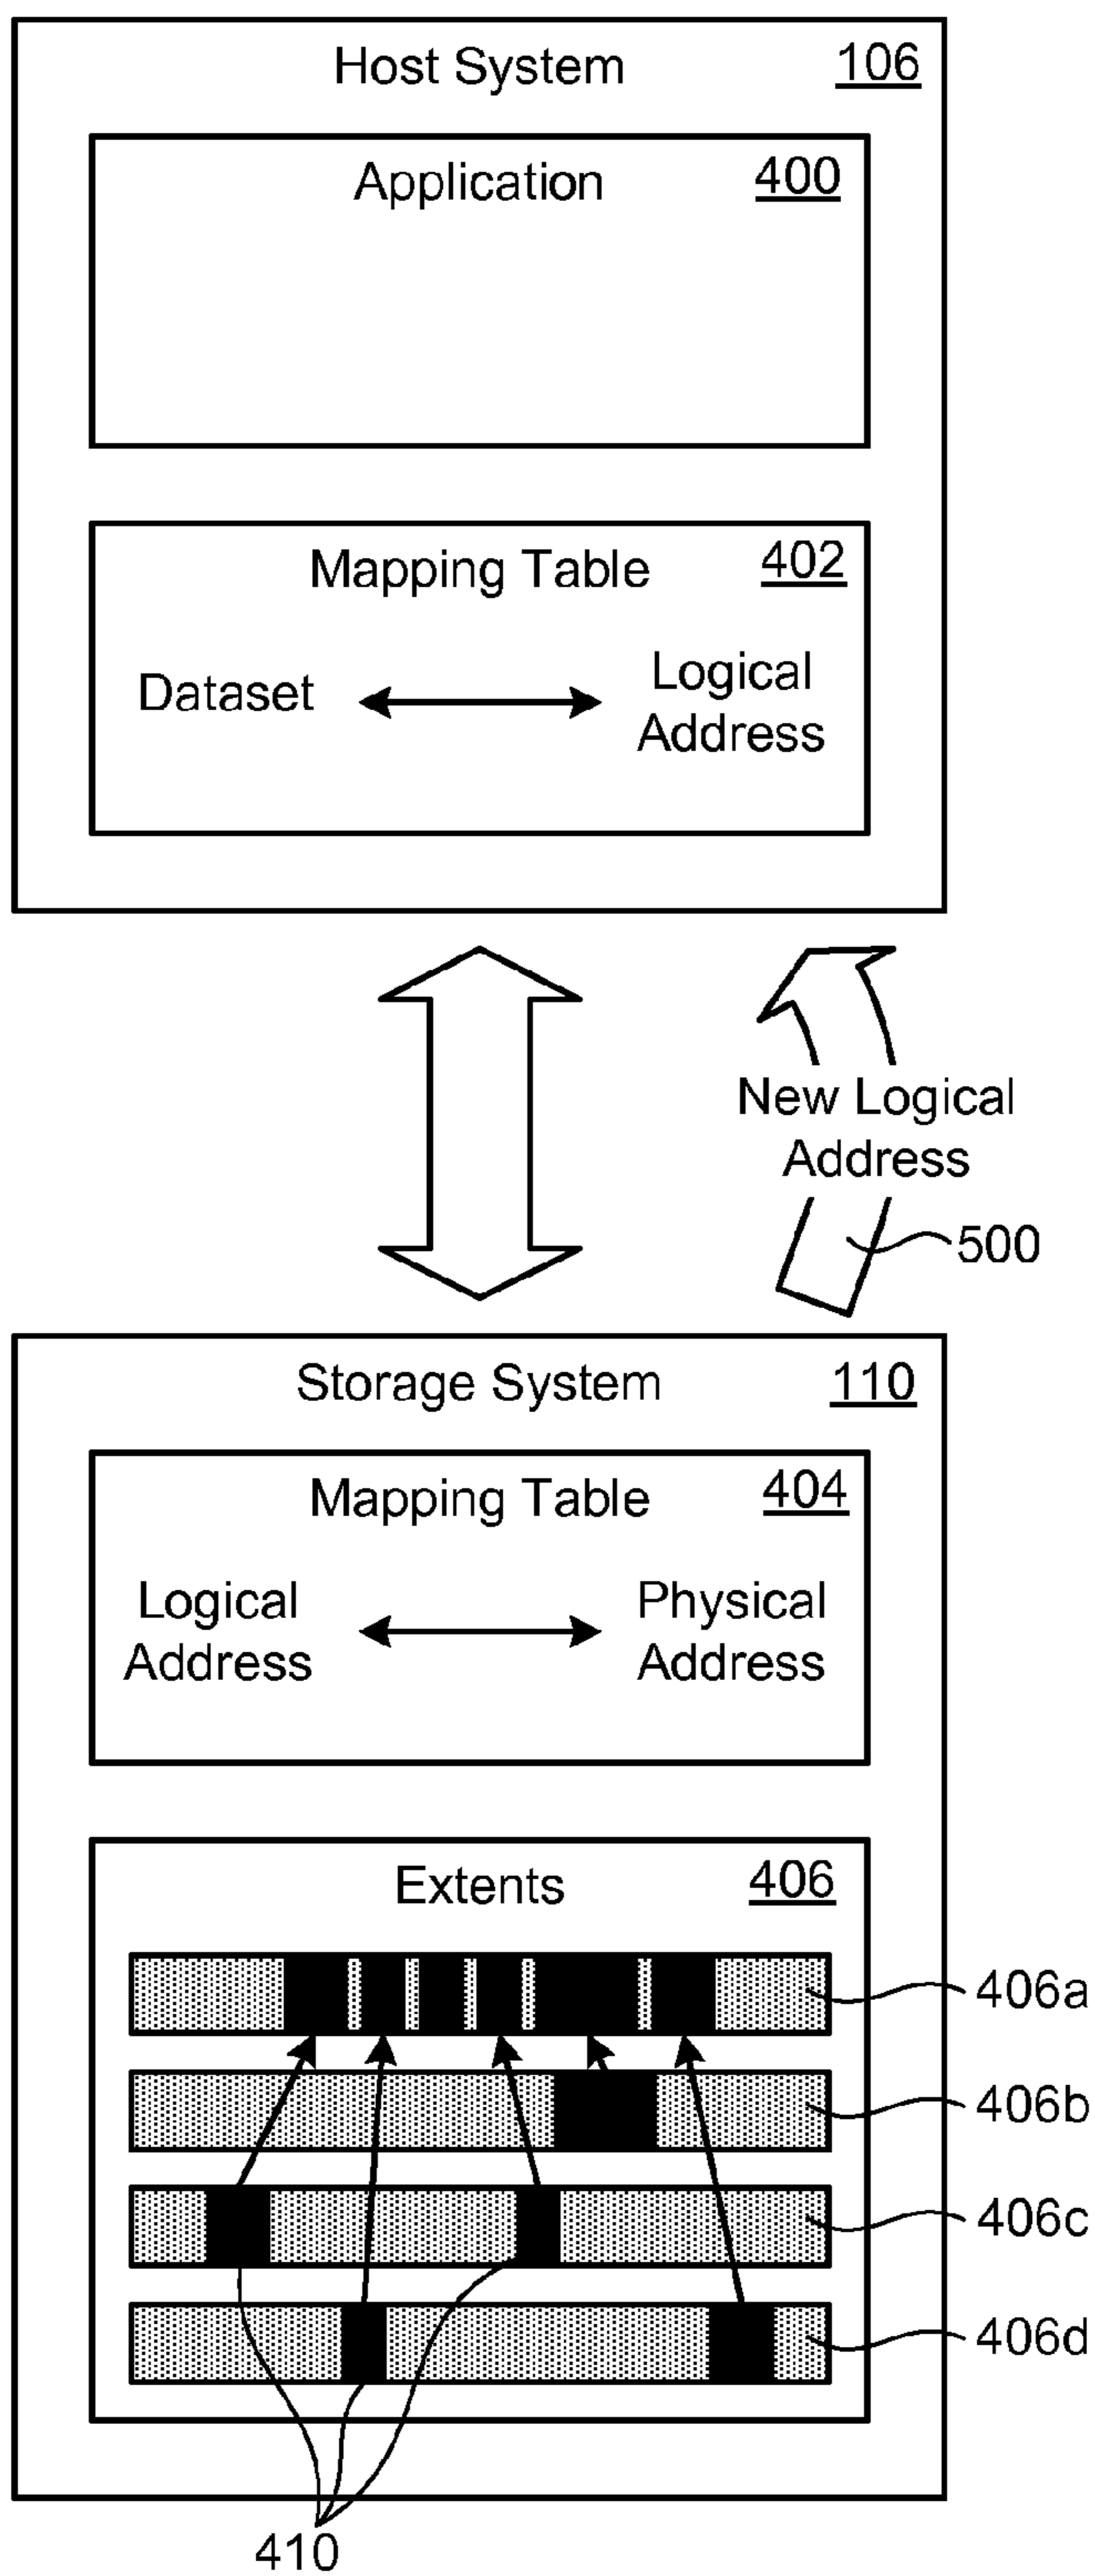 Host System 106
Application 400
Mapping Table 402
Dataset
Logical
Address
New Logical
Address
500
Storage System 110
Mapping Table 404
Logical
Address
Physical
Address
Extents 406
406a
406b
406c
406d
410